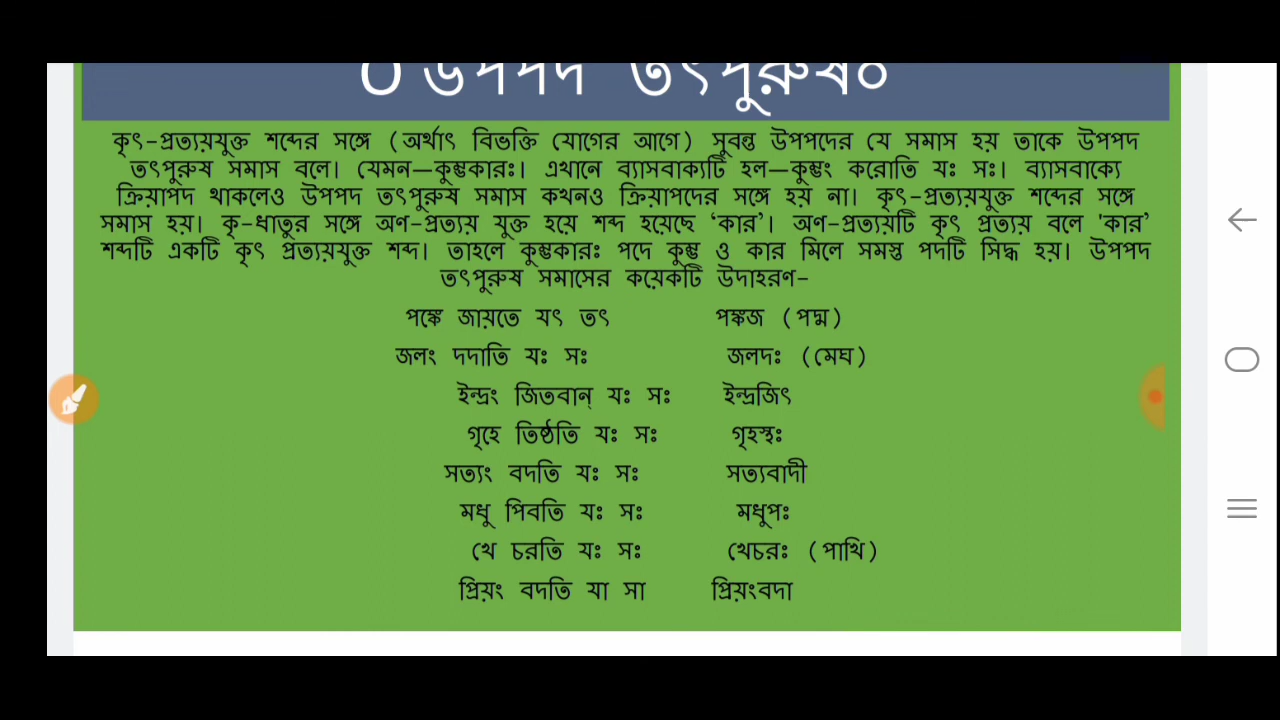 ০উপপদ তৎপুরুষ০
কৃৎ-প্রত্যয়যুক্ত শব্দের সঙ্গে (অর্থাৎ বিভক্তি যোগের আগে) সুবন্ত উপপদের যে সমাস হয় তাকে উপপদ
তৎপুরুষ সমাস বলে। যেমন—কুম্ভকারঃ। এখানে ব্যাসবাক্যটি হল—কুম্ভং করোতি যঃ সঃ। ব্যাসবাক্যে
ক্রিয়াপদ থাকলেও উপপদ তৎপুরুষ সমাস কখনও ক্রিয়াপদের সঙ্গে হয় না। কৃৎ-প্রত্যয়যুক্ত শব্দের সঙ্গে
সমাস হয়। কৃ-ধাতুর সঙ্গে অণ-প্রত্যয় যুক্ত হয়ে শব্দ হয়েছে ‘কার’। অণ-প্রত্যয়টি কৃৎ প্রত্যয় বলে 'কার’
শব্দটি একটি কৃৎ প্রত্যয়যুক্ত শব্দ। তাহলে কুম্ভকারঃ পদে কুম্ভ ও কার মিলে সমস্ত পদটি সিদ্ধ হয়। উপপদ
তৎপুরুষ সমাসের কয়েকটি উদাহরণ-
পঙ্কে জায়তে যৎ তৎ পঙ্কজ (পদ্ম)
জলং দদাতি যঃ সঃ জলদঃ (মেঘ)
ইন্দ্রং জিতবান্ যঃ সঃ ইন্দ্রজিৎ
গৃহে তিষ্ঠতি যঃ সঃ গৃহস্থঃ
সত্যং বদতি যঃ সঃ সত্যবাদী
মধু পিবতি যঃ সঃ মধুপঃ
খে চরতি যঃ সঃ খেচরঃ (পাখি)
প্রিয়ং বদতি যা সা প্রিয়ংবদা